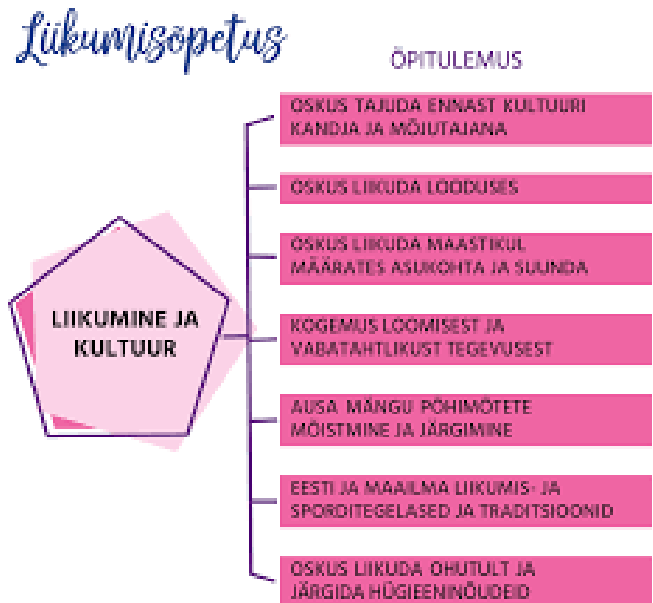 Liikumisõpetus
ÕPITULEMUS
OSKUS TAJUDA ENNAST KULTUURI
KANDJA JA MÕJUTAJANA
OSKUS LIIKUDA LOODUSES
OSKUS LIIKUDA MAASTIKUL
MÄÄRATES ASUKOHTA JA SUUNDA
LIIKUMINE JA
KULTUUR
KOGEMUS LOOMISEST JA
VABATAHTLIKUST TEGEVUSEST
AUSA MÄNGU PÕHIMÕTETE
MÕISTMINE JA JÄRGIMINE
EESTI JA MAAILMA LIIKUMIS- JA
SPORDITEGELASED JA TRADITSIOONID
OSKUS LIIKUDA OHUTULT JA
JÄRGIDA HÜGIEENINÕUDEID